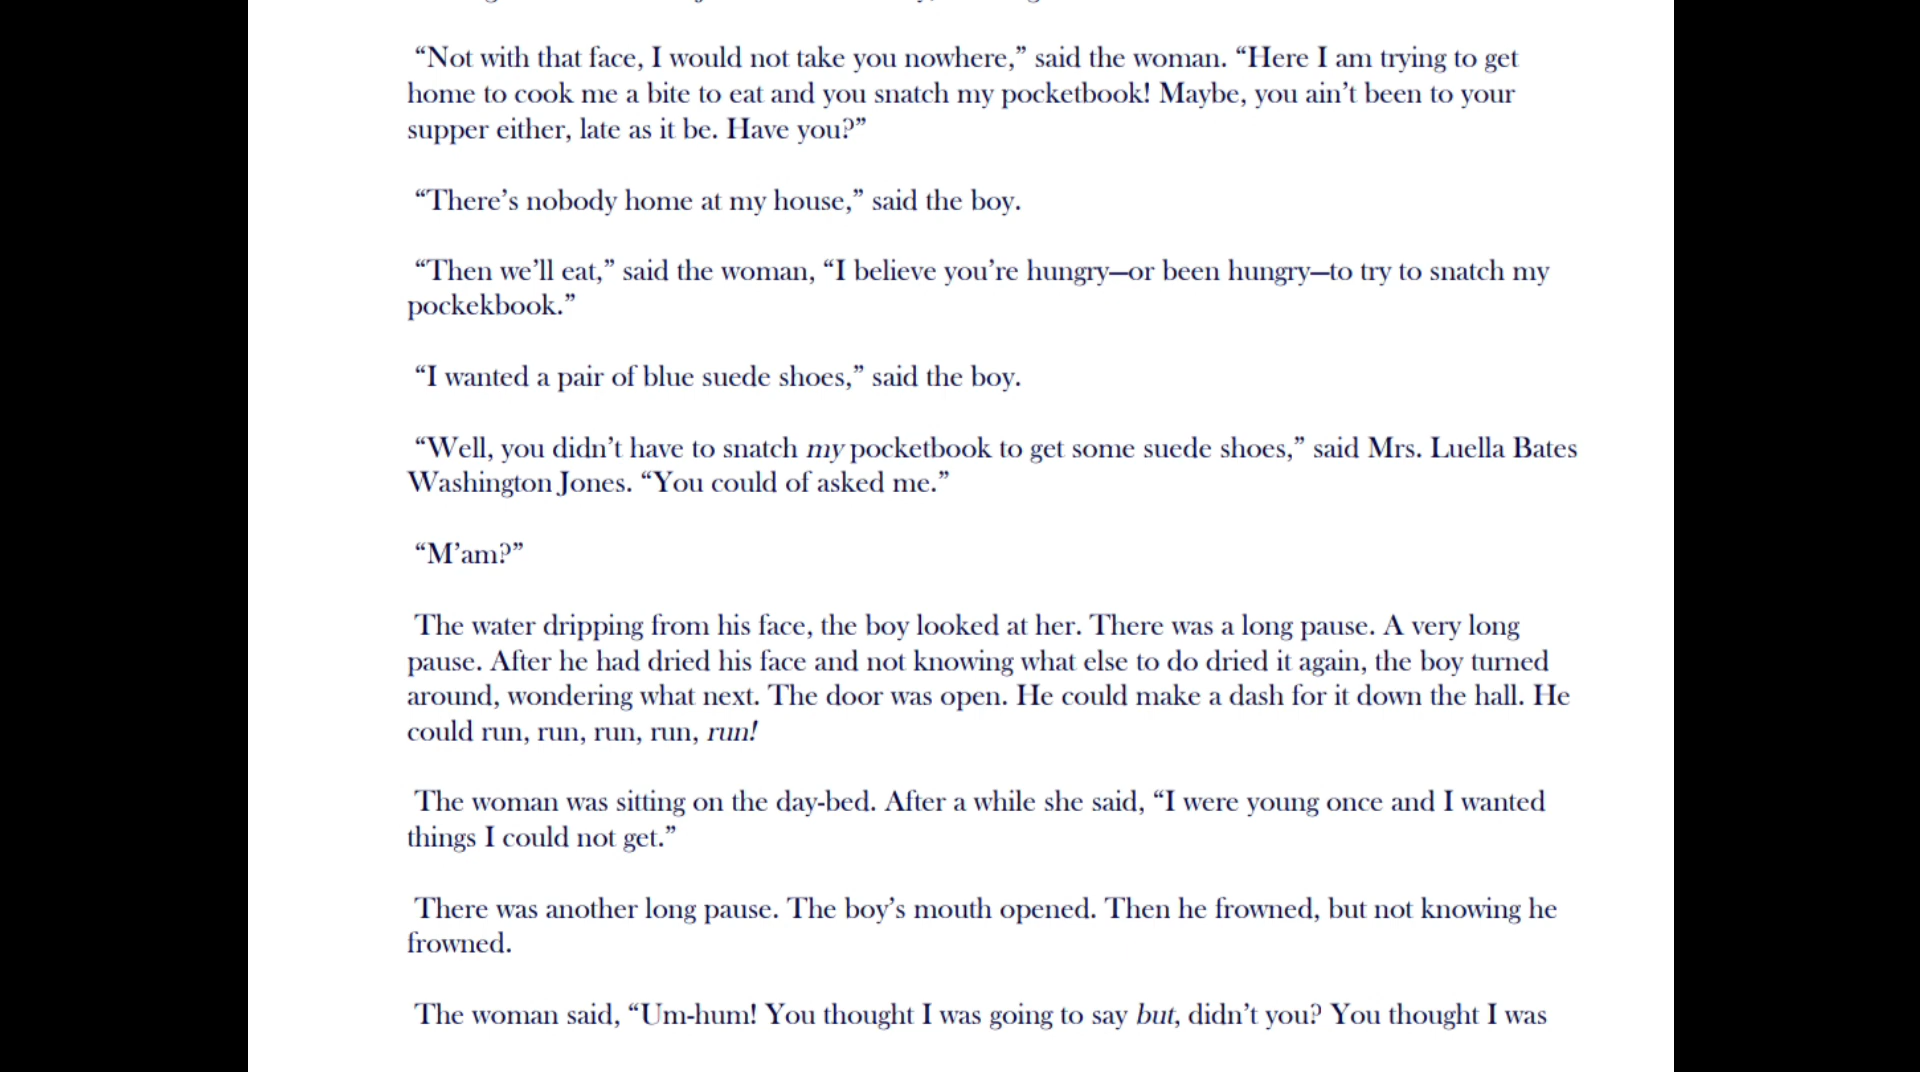 “Not with that face, I would not take you nowhere,” said the woman. “Here I am trying to get
home to cook me a bite to eat and you snatch my pocketbook! Maybe, you ain’t been to your
supper either, late as it be. Have you?”
“There’s nobody home at my house,” said the boy.
“Then we’ll eat,” said the woman, “I believe you’re hungry—or been hungry—to try to snatch my
pockekbook.”
“I wanted a pair of blue suede shoes,” said the boy.
“Well, you didn’t have to snatch my pocketbook to get some suede shoes,” said Mrs. Luella Bates
Washington Jones. “You could of asked me.”
“M’am?”
The water dripping from his face, the boy looked at her. There was a long pause. A very long
pause. After he had dried his face and not knowing what else to do dried it again, the boy turned
around, wondering what next. The door was open. He could make a dash for it down the hall. He
could run, run, run, run, run!
The woman was sitting on the day-bed. After a while she said, “I were young once and I wanted
things I could not get.”
There was another long pause. The boy’s mouth opened. Then he frowned, but not knowing he
frowned.
The woman said, “Um-hum! You thought I was going to say but, didn’t you? You thought I was